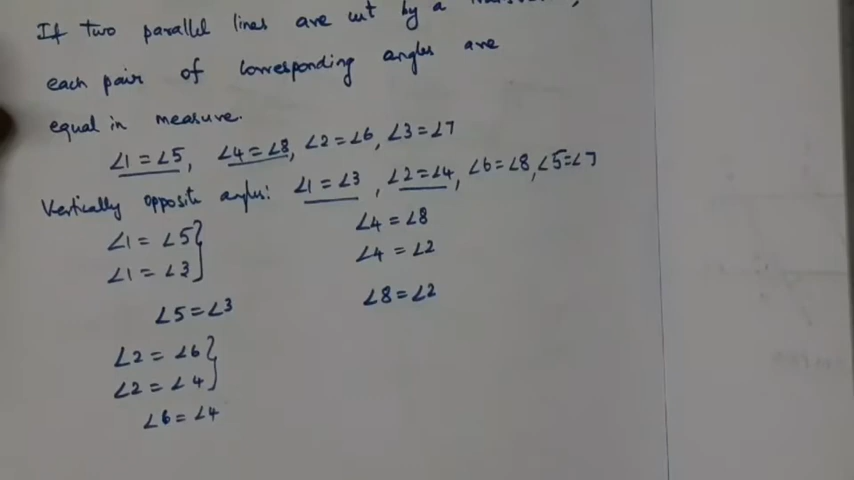 If Two parallel lines are cut by a
each pair of corresponding angles are
equal in measure.
∠1 = ∠5, ∠4 = ∠8, ∠2 = ∠6, ∠3 = ∠7
Vertically opposite angles: ∠1 = ∠3, ∠2 = ∠4, ∠6 = ∠8, ∠5 = ∠7
∠1 = ∠5
∠1 = ∠3
∠5 = ∠3
∠2 = ∠6
∠2 = ∠4
∠6 = ∠4
∠4 = ∠8
∠4 = ∠2
∠8 = ∠2